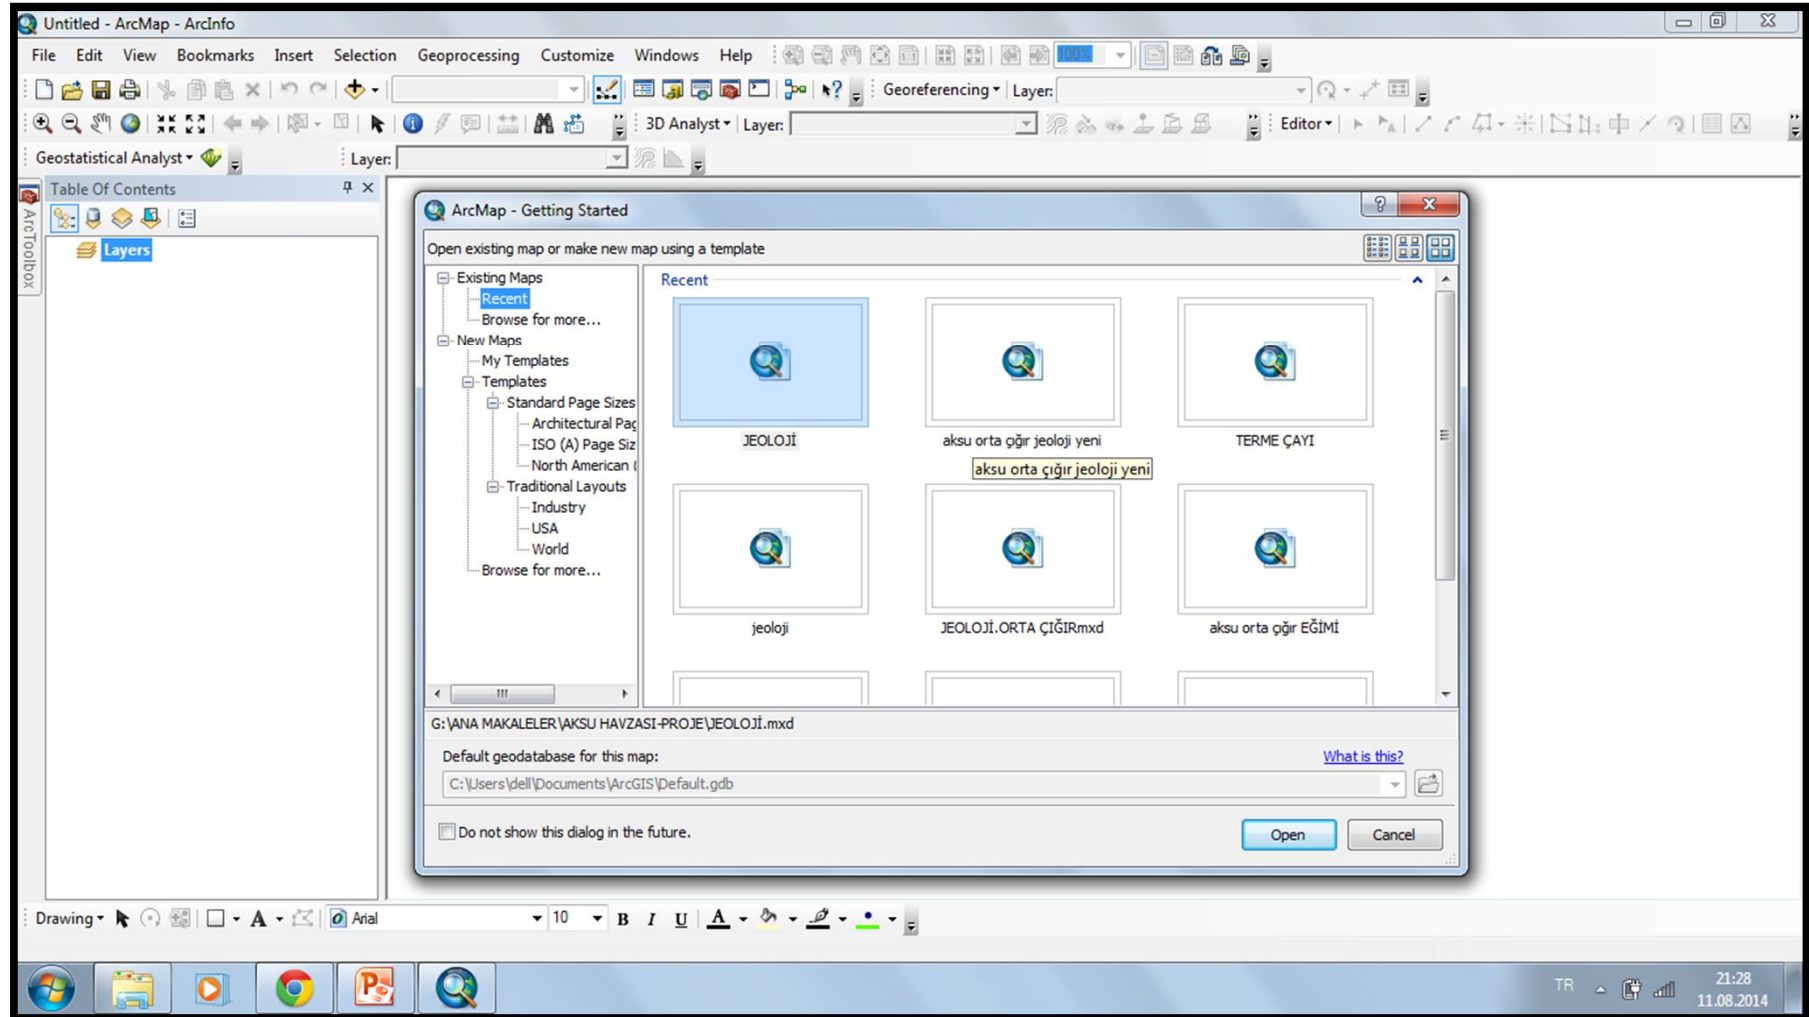 Untitled - ArcMap - ArcInfo
File Edit View Bookmarks Insert Selection Geoprocessing Customize Windows Help 100%
Georeferencing Layer:
3D Analyst Layer: Editor
Geostatistical Analyst Layer:
Table Of Contents
ArcToolbox
Layers
ArcMap - Getting Started
Open existing map or make new map using a template
Existing Maps
Recent
Browse for more...
New Maps
My Templates
Templates
Standard Page Sizes
Architectural Pag
ISO (A) Page Siz
North American (
Traditional Layouts
Industry
USA
World
Browse for more...
Recent
JEOLOJİ
aksu orta çığır jeoloji yeni
TERME ÇAYI
aksu orta çığır jeoloji yeni
jeoloji
JEOLOJİ.ORTA ÇIĞIRmxd
aksu orta çığır EĞİMİ
G:\ANA MAKALELER\AKSU HAVZASI-PROJE\JEOLOJİ.mxd
Default geodatabase for this map:
What is this?
C:\Users\dell\Documents\ArcGIS\Default.gdb
Do not show this dialog in the future.
Open
Cancel
Drawing A Arial 10 B I U A
TR
21:28
11.08.2014